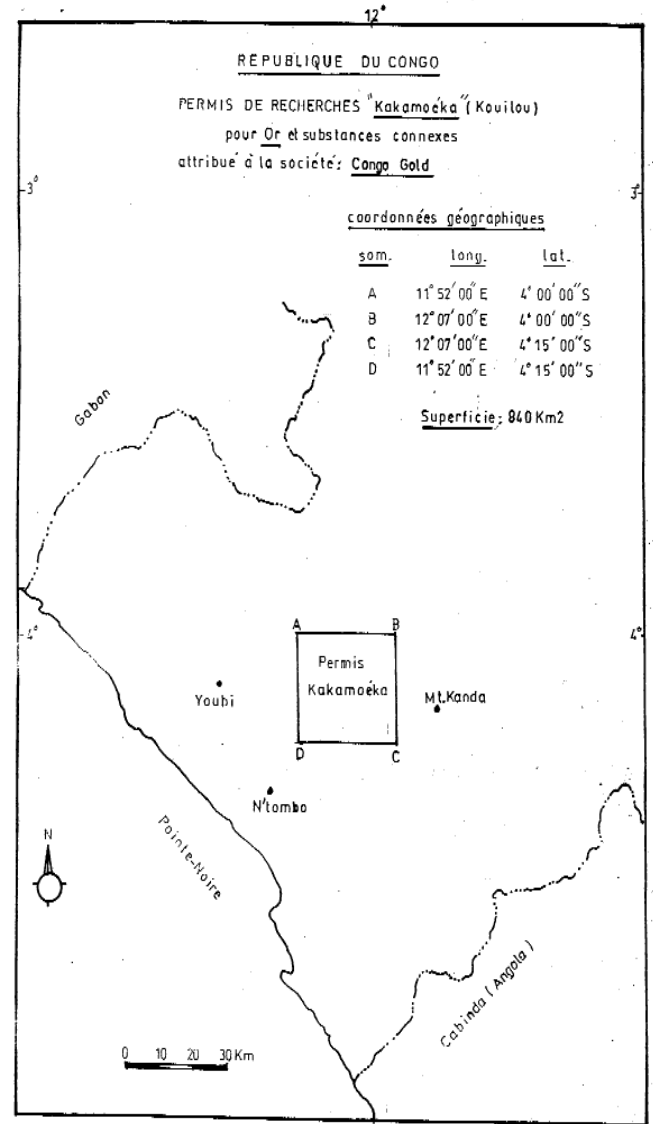 12°
RÉPUBLIQUE DU CONGO
PERMIS DE RECHERCHES "Kakamoéka" (Kouilou)
pour Or et substances connexes
attribué à la société: Congo Gold
3° 3°
coordonnées géographiques
som. long. lat.
A 11° 52' 00" E 4° 00' 00" S
B 12° 07' 00" E 4° 00' 00" S
C 12° 07' 00" E 4° 15' 00" S
D 11° 52' 00" E 4° 15' 00" S
Superficie: 840 Km2
Gabon
4° 4°
A B
Permis
Kakamoéka
Youbi
Mt.Kanda
D C
N'tombo
N
Pointe-Noire
Cabinda (Angola)
0 10 20 30 Km